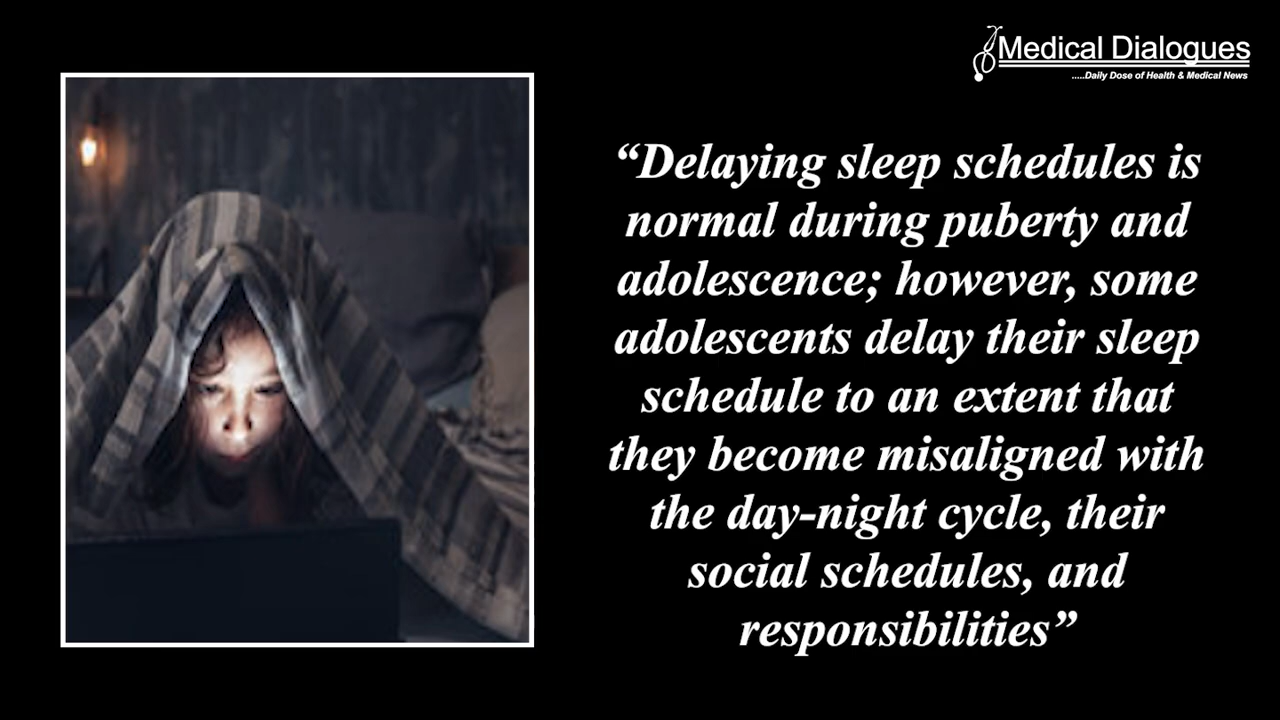 Medical Dialogues
.....Daily Dose of Health & Medical News
“Delaying sleep schedules is
normal during puberty and
adolescence; however, some
adolescents delay their sleep
schedule to an extent that
they become misaligned with
the day-night cycle, their
social schedules, and
responsibilities”